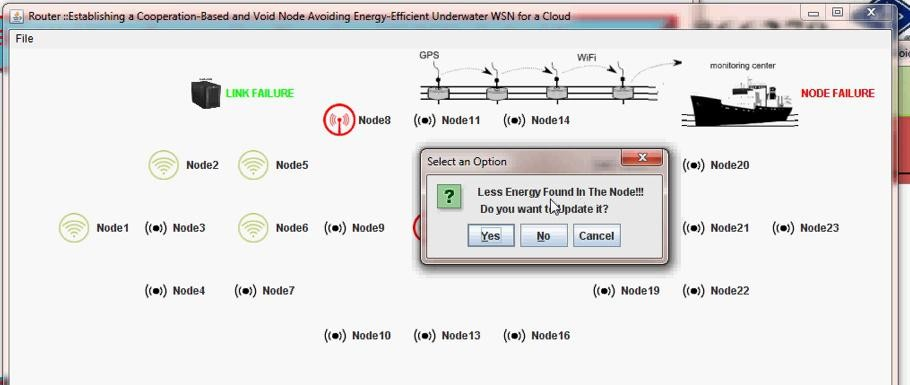 Router ::Establishing a Cooperation-Based and Void Node Avoiding Energy-Efficient Underwater WSN for a Cloud
File
GPS
WiFi
monitoring center
LINK FAILURE
NODE FAILURE
Node8
Node11
Node14
Node2
Node5
Node20
Select an Option
Less Energy Found In The Node!!!
Do you want to Update it?
Yes
No
Cancel
Node1
Node3
Node6
Node9
Node21
Node23
Node4
Node7
Node19
Node22
Node10
Node13
Node16